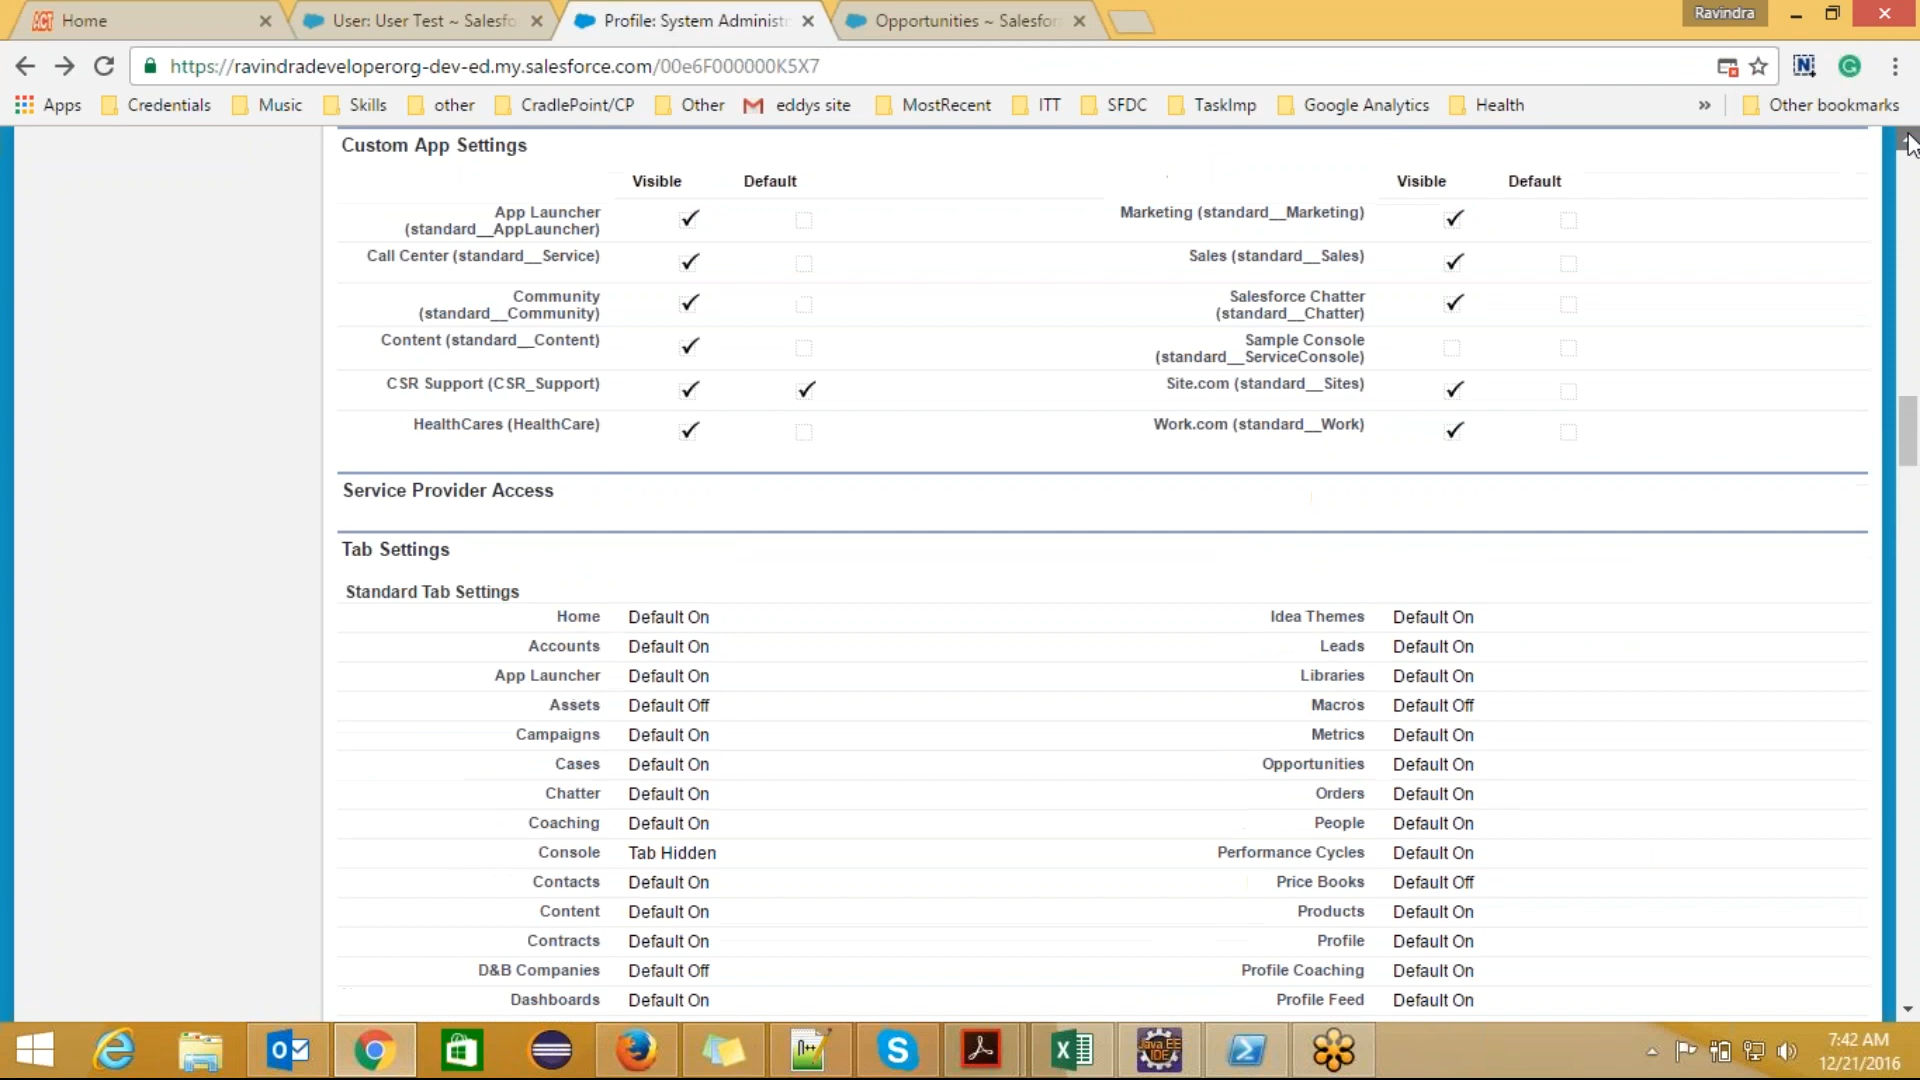 Home
User: User Test ~ Salesfo
Profile: System Administ
Opportunities ~ Salesfor
Ravindra
https://ravindradeveloperorg-dev-ed.my.salesforce.com/00e6F000000K5X7
Apps
Credentials
Music
Skills
other
CradlePoint/CP
Other
eddys site
MostRecent
ITT
SFDC
TaskImp
Google Analytics
Health
»
Other bookmarks
Custom App Settings
Visible Default Visible Default
App Launcher
(standard__AppLauncher)
Marketing (standard__Marketing)
Call Center (standard__Service)
Sales (standard__Sales)
Community
(standard__Community)
Salesforce Chatter
(standard__Chatter)
Content (standard__Content)
Sample Console
(standard__ServiceConsole)
CSR Support (CSR_Support)
Site.com (standard__Sites)
HealthCares (HealthCare)
Work.com (standard__Work)
Service Provider Access
Tab Settings
Standard Tab Settings
Home Default On Idea Themes Default On
Accounts Default On Leads Default On
App Launcher Default On Libraries Default On
Assets Default Off Macros Default Off
Campaigns Default On Metrics Default On
Cases Default On Opportunities Default On
Chatter Default On Orders Default On
Coaching Default On People Default On
Console Tab Hidden Performance Cycles Default On
Contacts Default On Price Books Default Off
Content Default On Products Default On
Contracts Default On Profile Default On
D&B Companies Default Off Profile Coaching Default On
Dashboards Default On Profile Feed Default On
Java EE
IDE
7:42 AM
12/21/2016